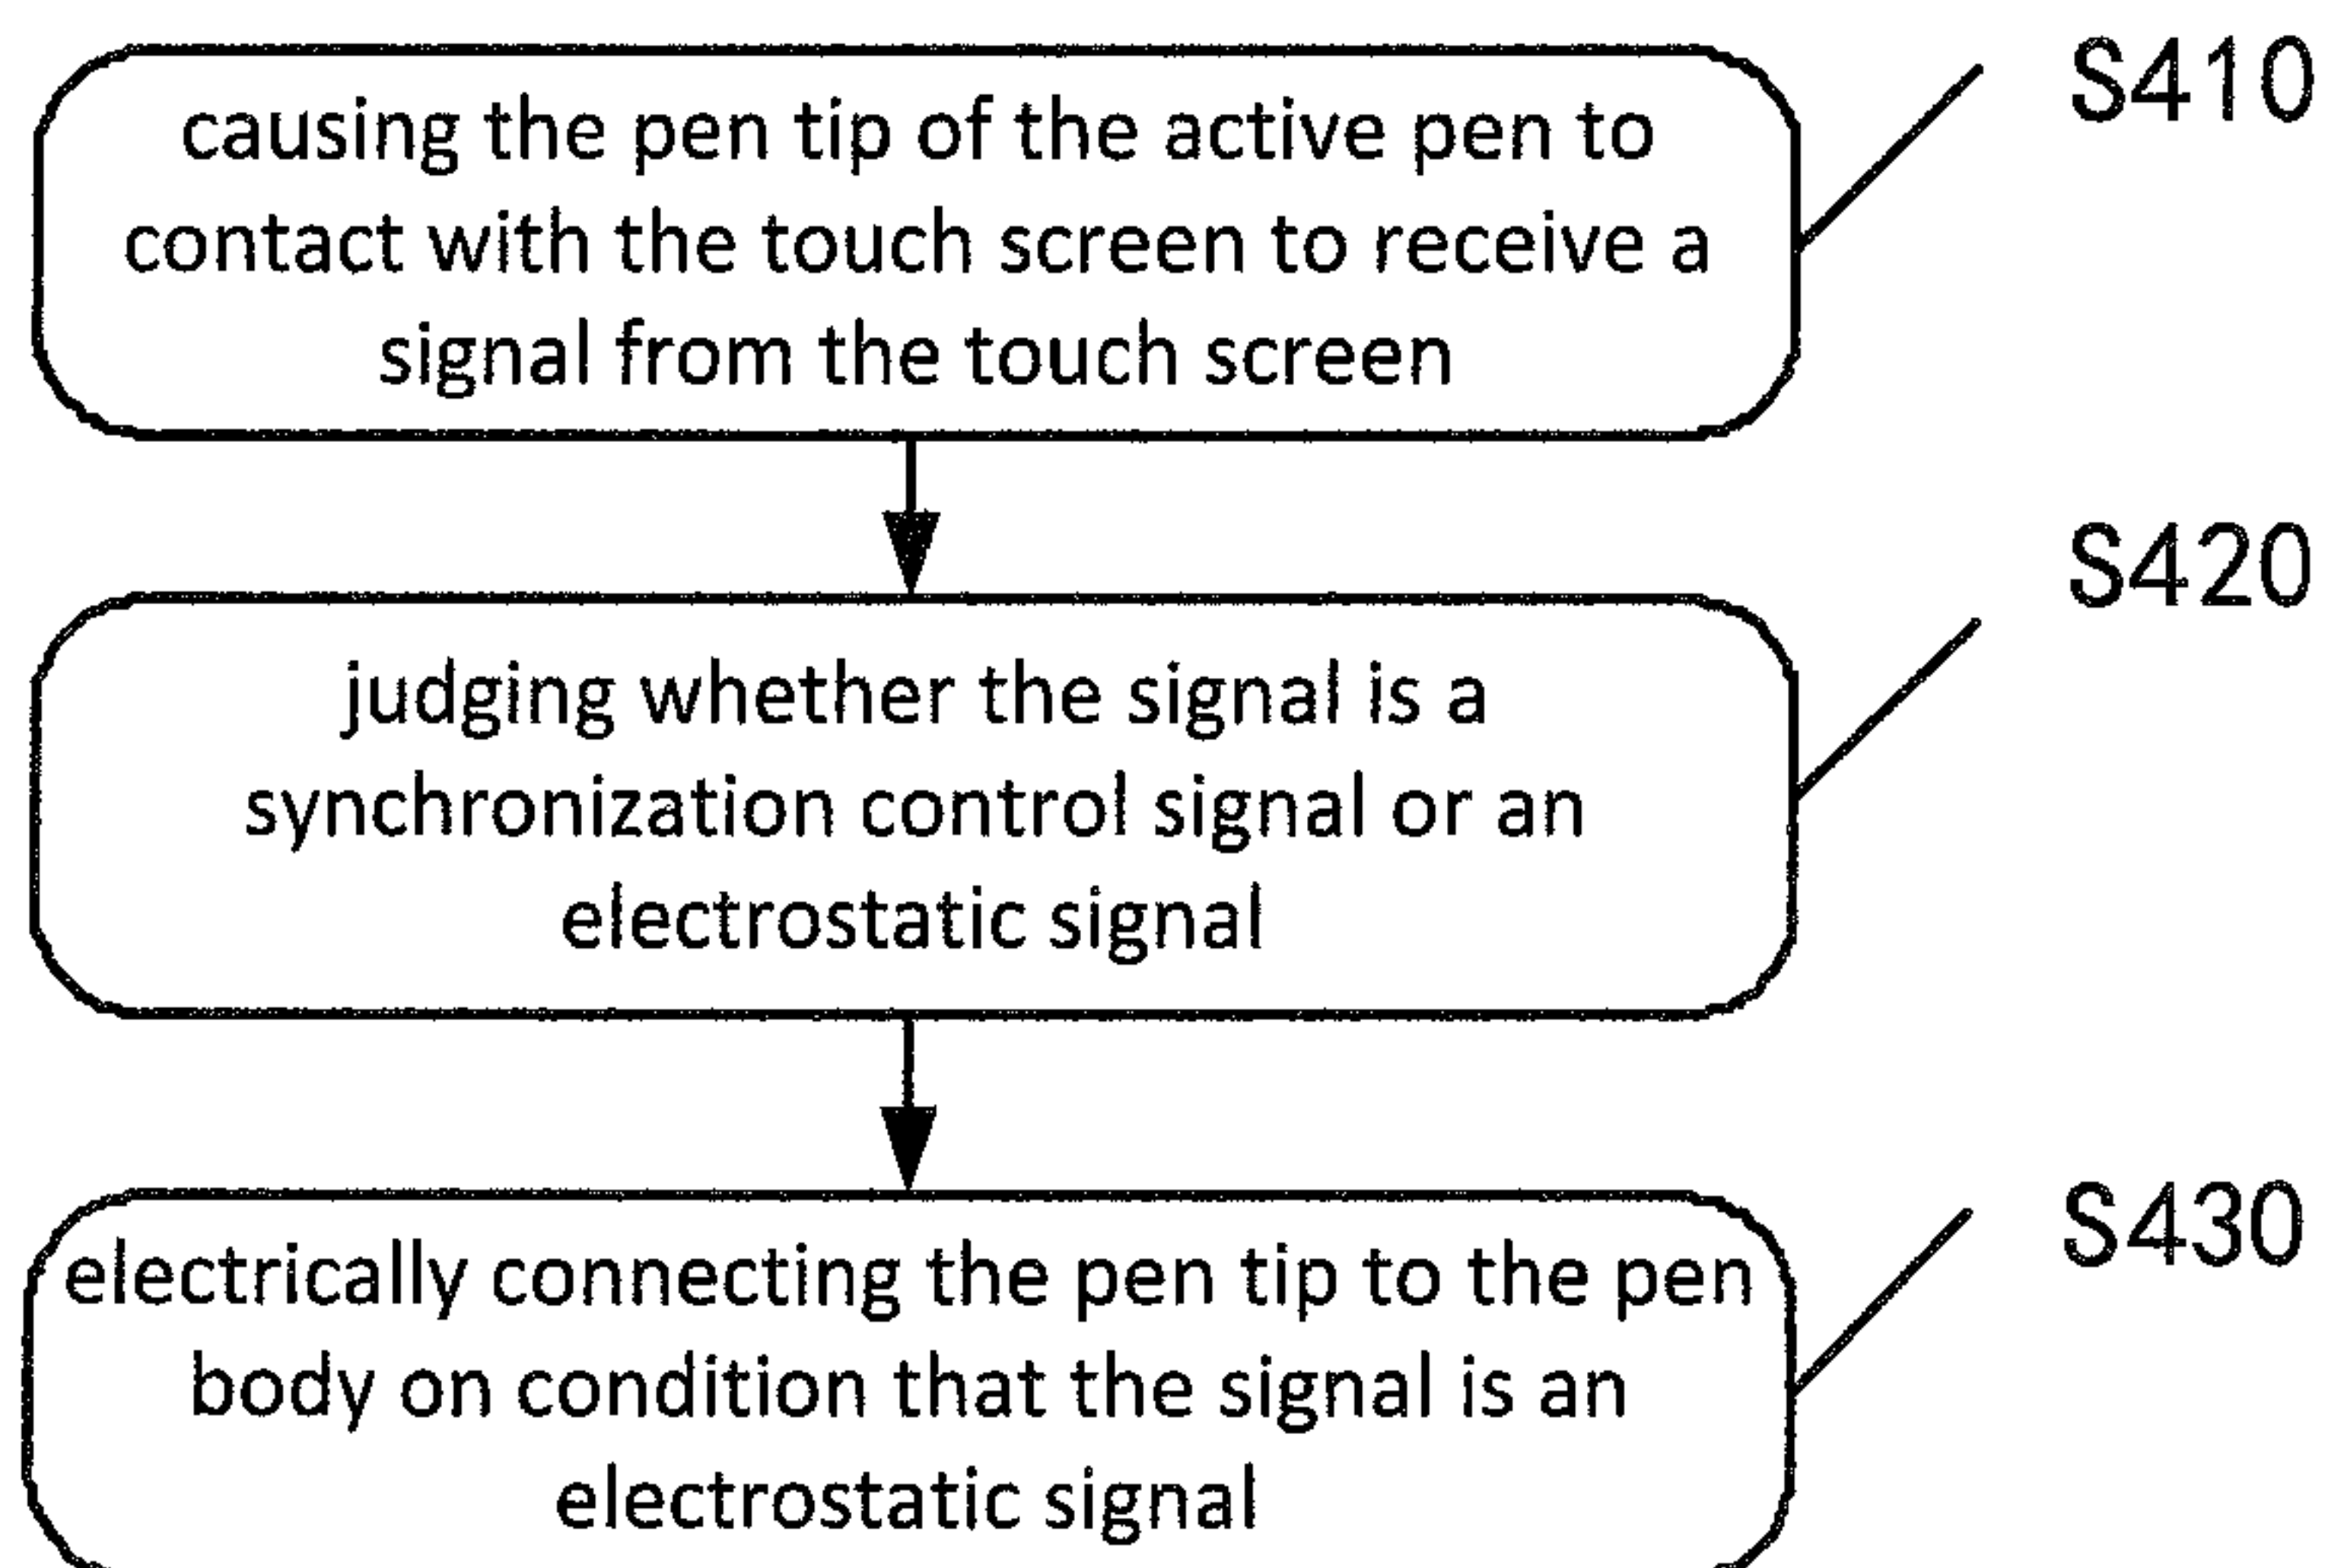 causing the pen tip of the active pen to
contact with the touch screen to receive a
signal from the touch screen
S410
judging whether the signal is a
synchronization control signal or an
electrostatic signal
S420
electrically connecting the pen tip to the pen
body on condition that the signal is an
electrostatic signal
S430